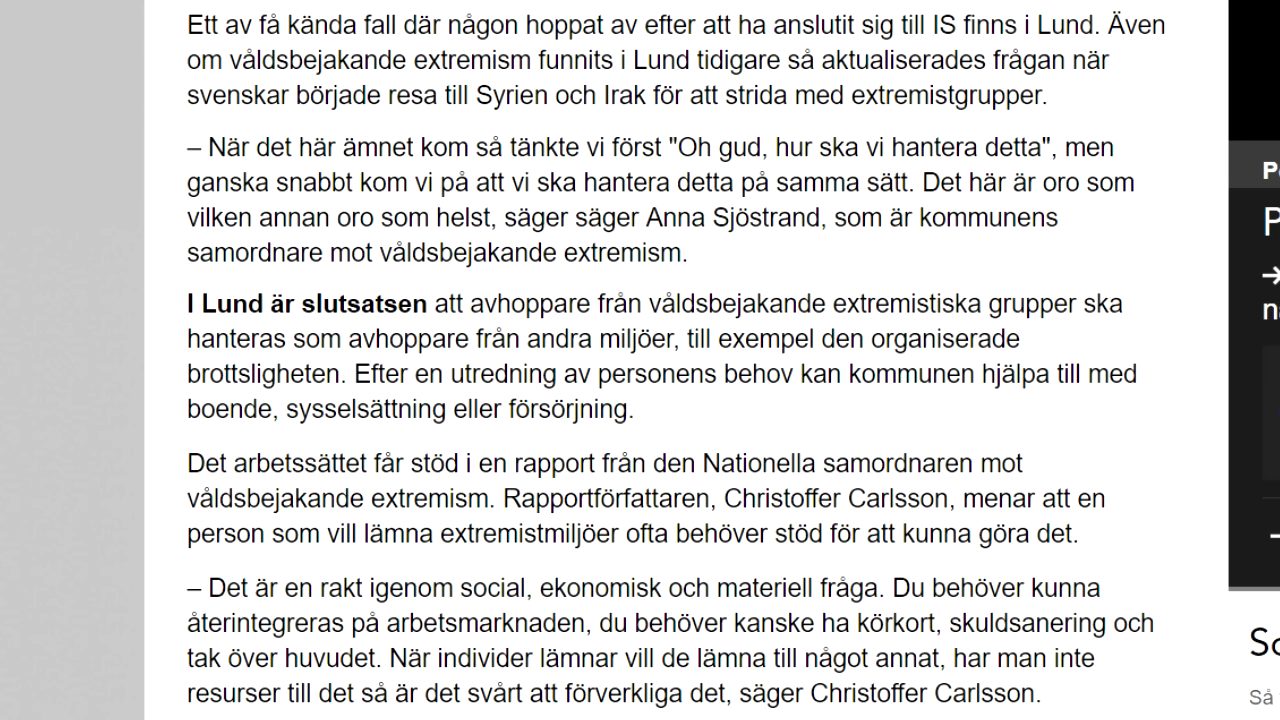 Ett av få kända fall där någon hoppat av efter att ha anslutit sig till IS finns i Lund. Även
om våldsbejakande extremism funnits i Lund tidigare så aktualiserades frågan när
svenskar började resa till Syrien och Irak för att strida med extremistgrupper.
– När det här ämnet kom så tänkte vi först "Oh gud, hur ska vi hantera detta", men
ganska snabbt kom vi på att vi ska hantera detta på samma sätt. Det här är oro som
vilken annan oro som helst, säger säger Anna Sjöstrand, som är kommunens
samordnare mot våldsbejakande extremism.
I Lund är slutsatsen att avhoppare från våldsbejakande extremistiska grupper ska
hanteras som avhoppare från andra miljöer, till exempel den organiserade
brottsligheten. Efter en utredning av personens behov kan kommunen hjälpa till med
boende, sysselsättning eller försörjning.
Det arbetssättet får stöd i en rapport från den Nationella samordnaren mot
våldsbejakande extremism. Rapportförfattaren, Christoffer Carlsson, menar att en
person som vill lämna extremistmiljöer ofta behöver stöd för att kunna göra det.
– Det är en rakt igenom social, ekonomisk och materiell fråga. Du behöver kunna
återintegreras på arbetsmarknaden, du behöver kanske ha körkort, skuldsanering och
tak över huvudet. När individer lämnar vill de lämna till något annat, har man inte
resurser till det så är det svårt att förverkliga det, säger Christoffer Carlsson.
Så